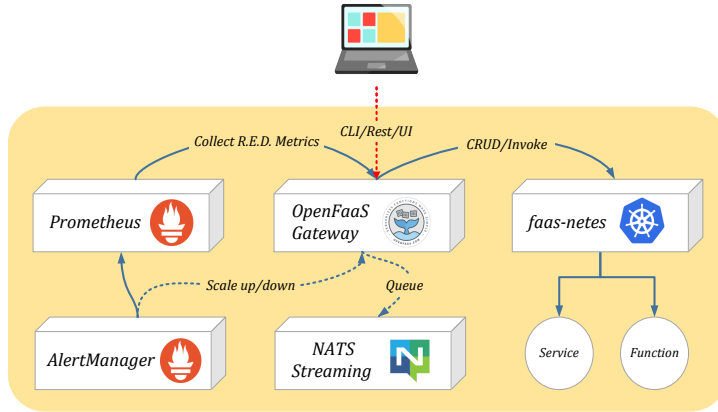 CLI/Rest/UI
Collect R.E.D. Metrics
CRUD/Invoke
Prometheus
OpenFaaS
Gateway
faas-netes
Scale up/down
Queue
AlertManager
NATS
Streaming
N
Service
Function